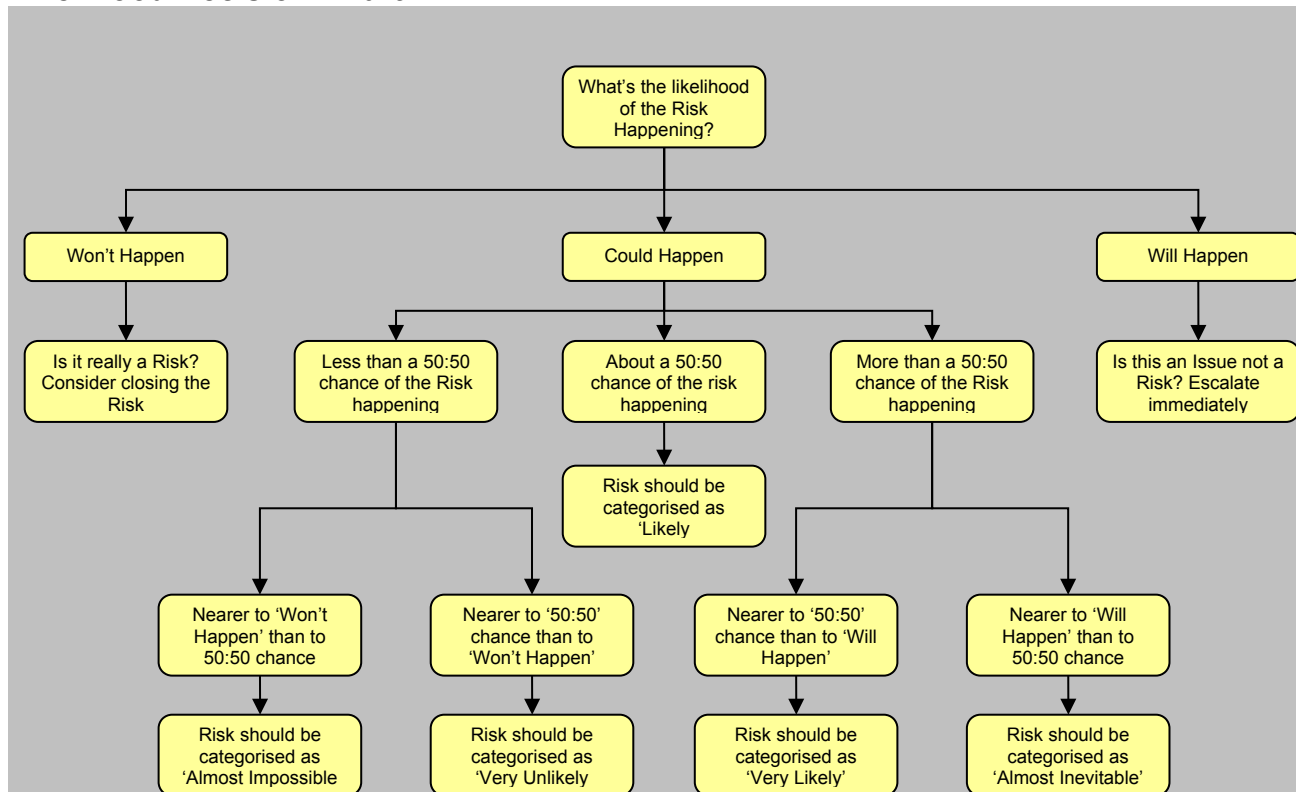 What's the likelihood
of the Risk
Happening?
Won't Happen
Could Happen
Will Happen
Is it really a Risk?
Consider closing the
Risk
Less than a 50:50
chance of the Risk
happening
About a 50:50
chance of the risk
happening
More than a 50:50
chance of the Risk
happening
Is this an Issue not a
Risk? Escalate
immediately
Risk should be
categorised as
‘Likely
Nearer to ‘Won’t
Happen’ than to
50:50 chance
Nearer to ‘50:50’
chance than to
‘Won’t Happen’
Nearer to ‘50:50’
chance than to ‘Will
Happen’
Nearer to ‘Will
Happen’ than to
50:50 chance
Risk should be
categorised as
‘Almost Impossible
Risk should be
categorised as
‘Very Unlikely
Risk should be
categorised as
‘Very Likely’
Risk should be
categorised as
‘Almost Inevitable’